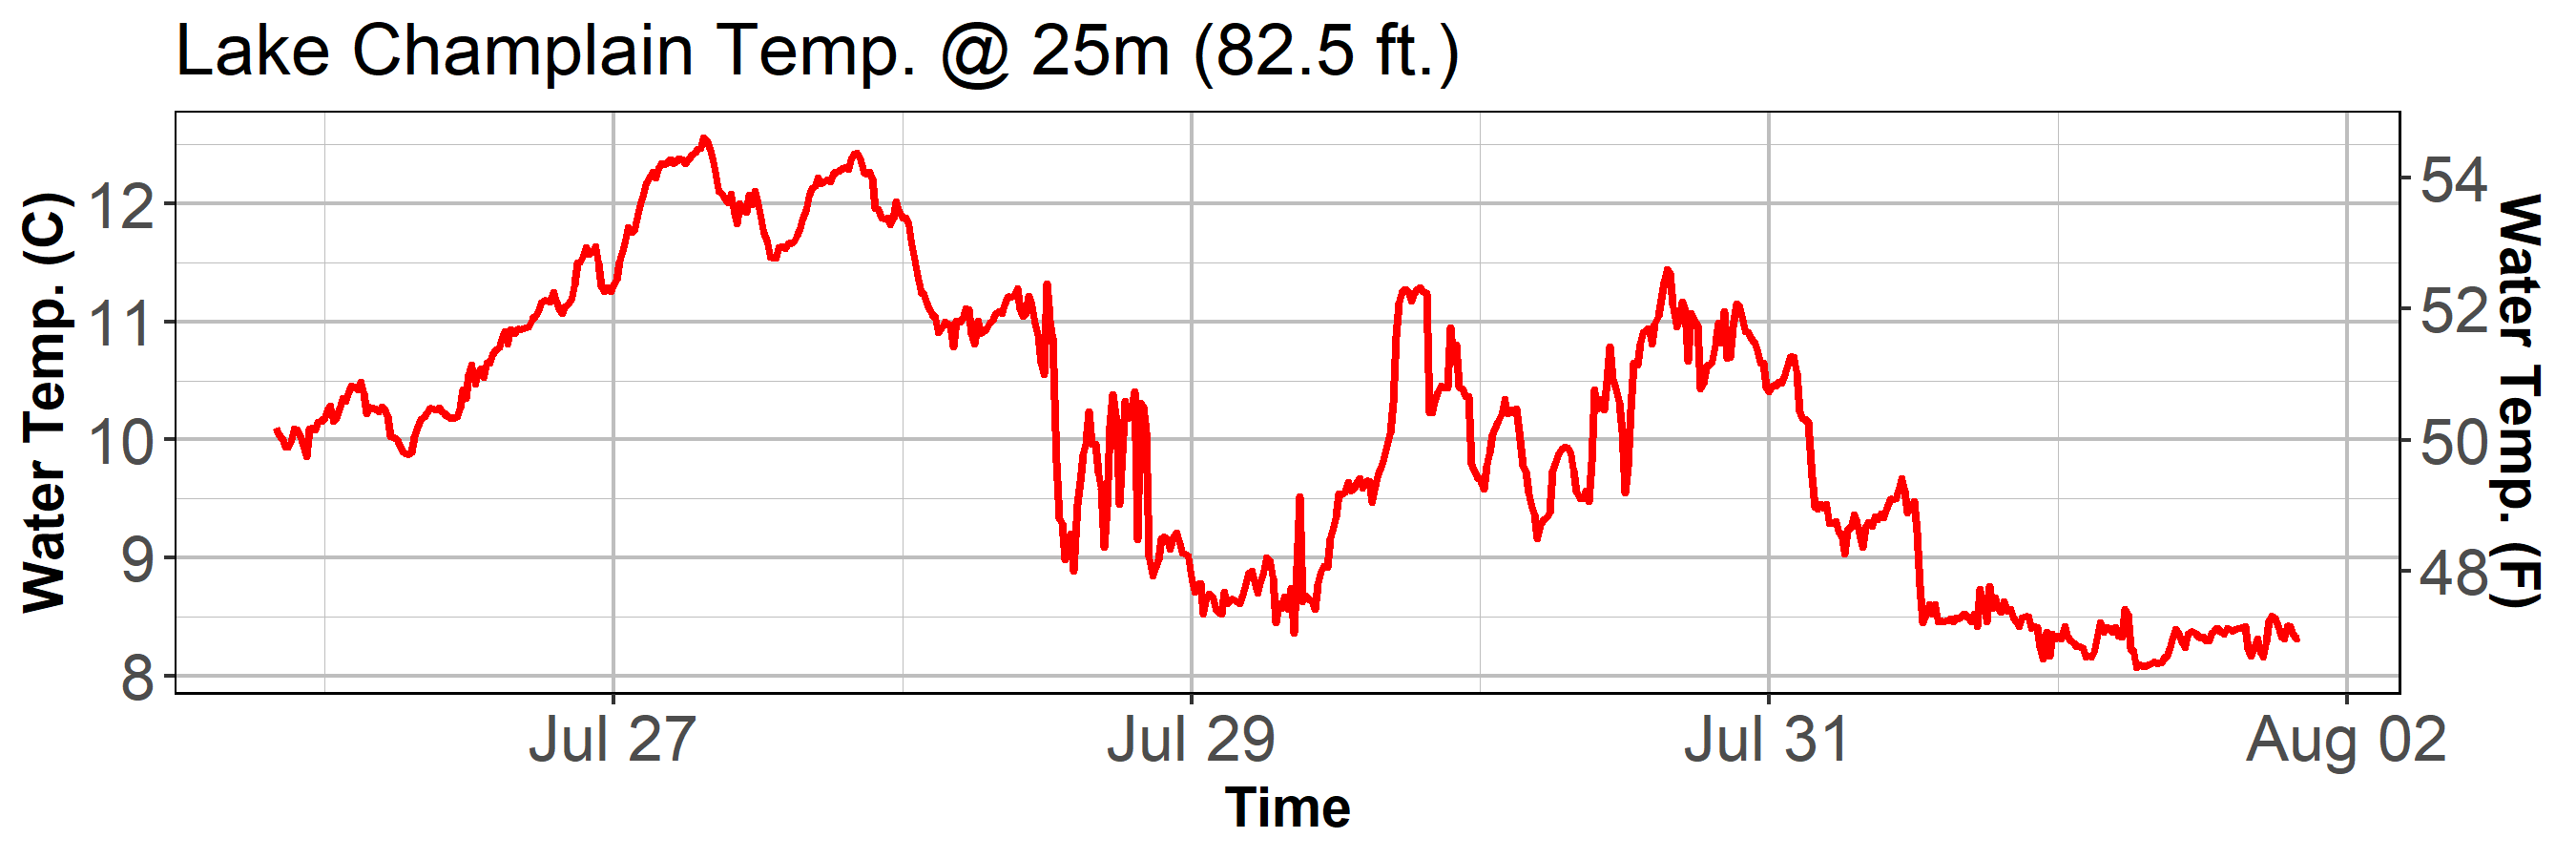 Lake Champlain Temp. @ 25m (82.5 ft.)
Water Temp. (C)
12
11
10
9
8
54
52
50
48
Water Temp. (F)
Jul 27 Jul 29 Jul 31 Aug 02
Time